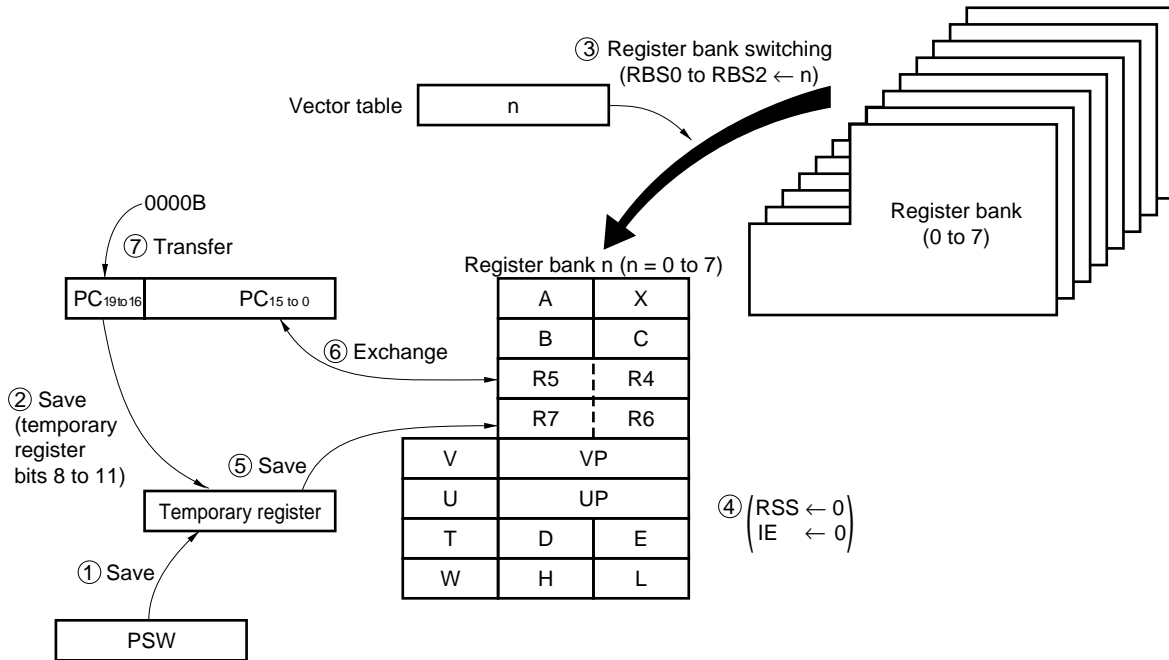 ③ Register bank switching
(RBS0 to RBS2 ← n)
Vector table
n
Register bank
(0 to 7)
0000B
⑦ Transfer
PC19to16
PC15 to 0
Register bank n (n = 0 to 7)
A X
B C
R5 R4
R7 R6
V VP
U UP
T D E
W H L
⑥ Exchange
② Save
(temporary
register
bits 8 to 11)
⑤ Save
Temporary register
④ RSS ← 0
IE ← 0
① Save
PSW